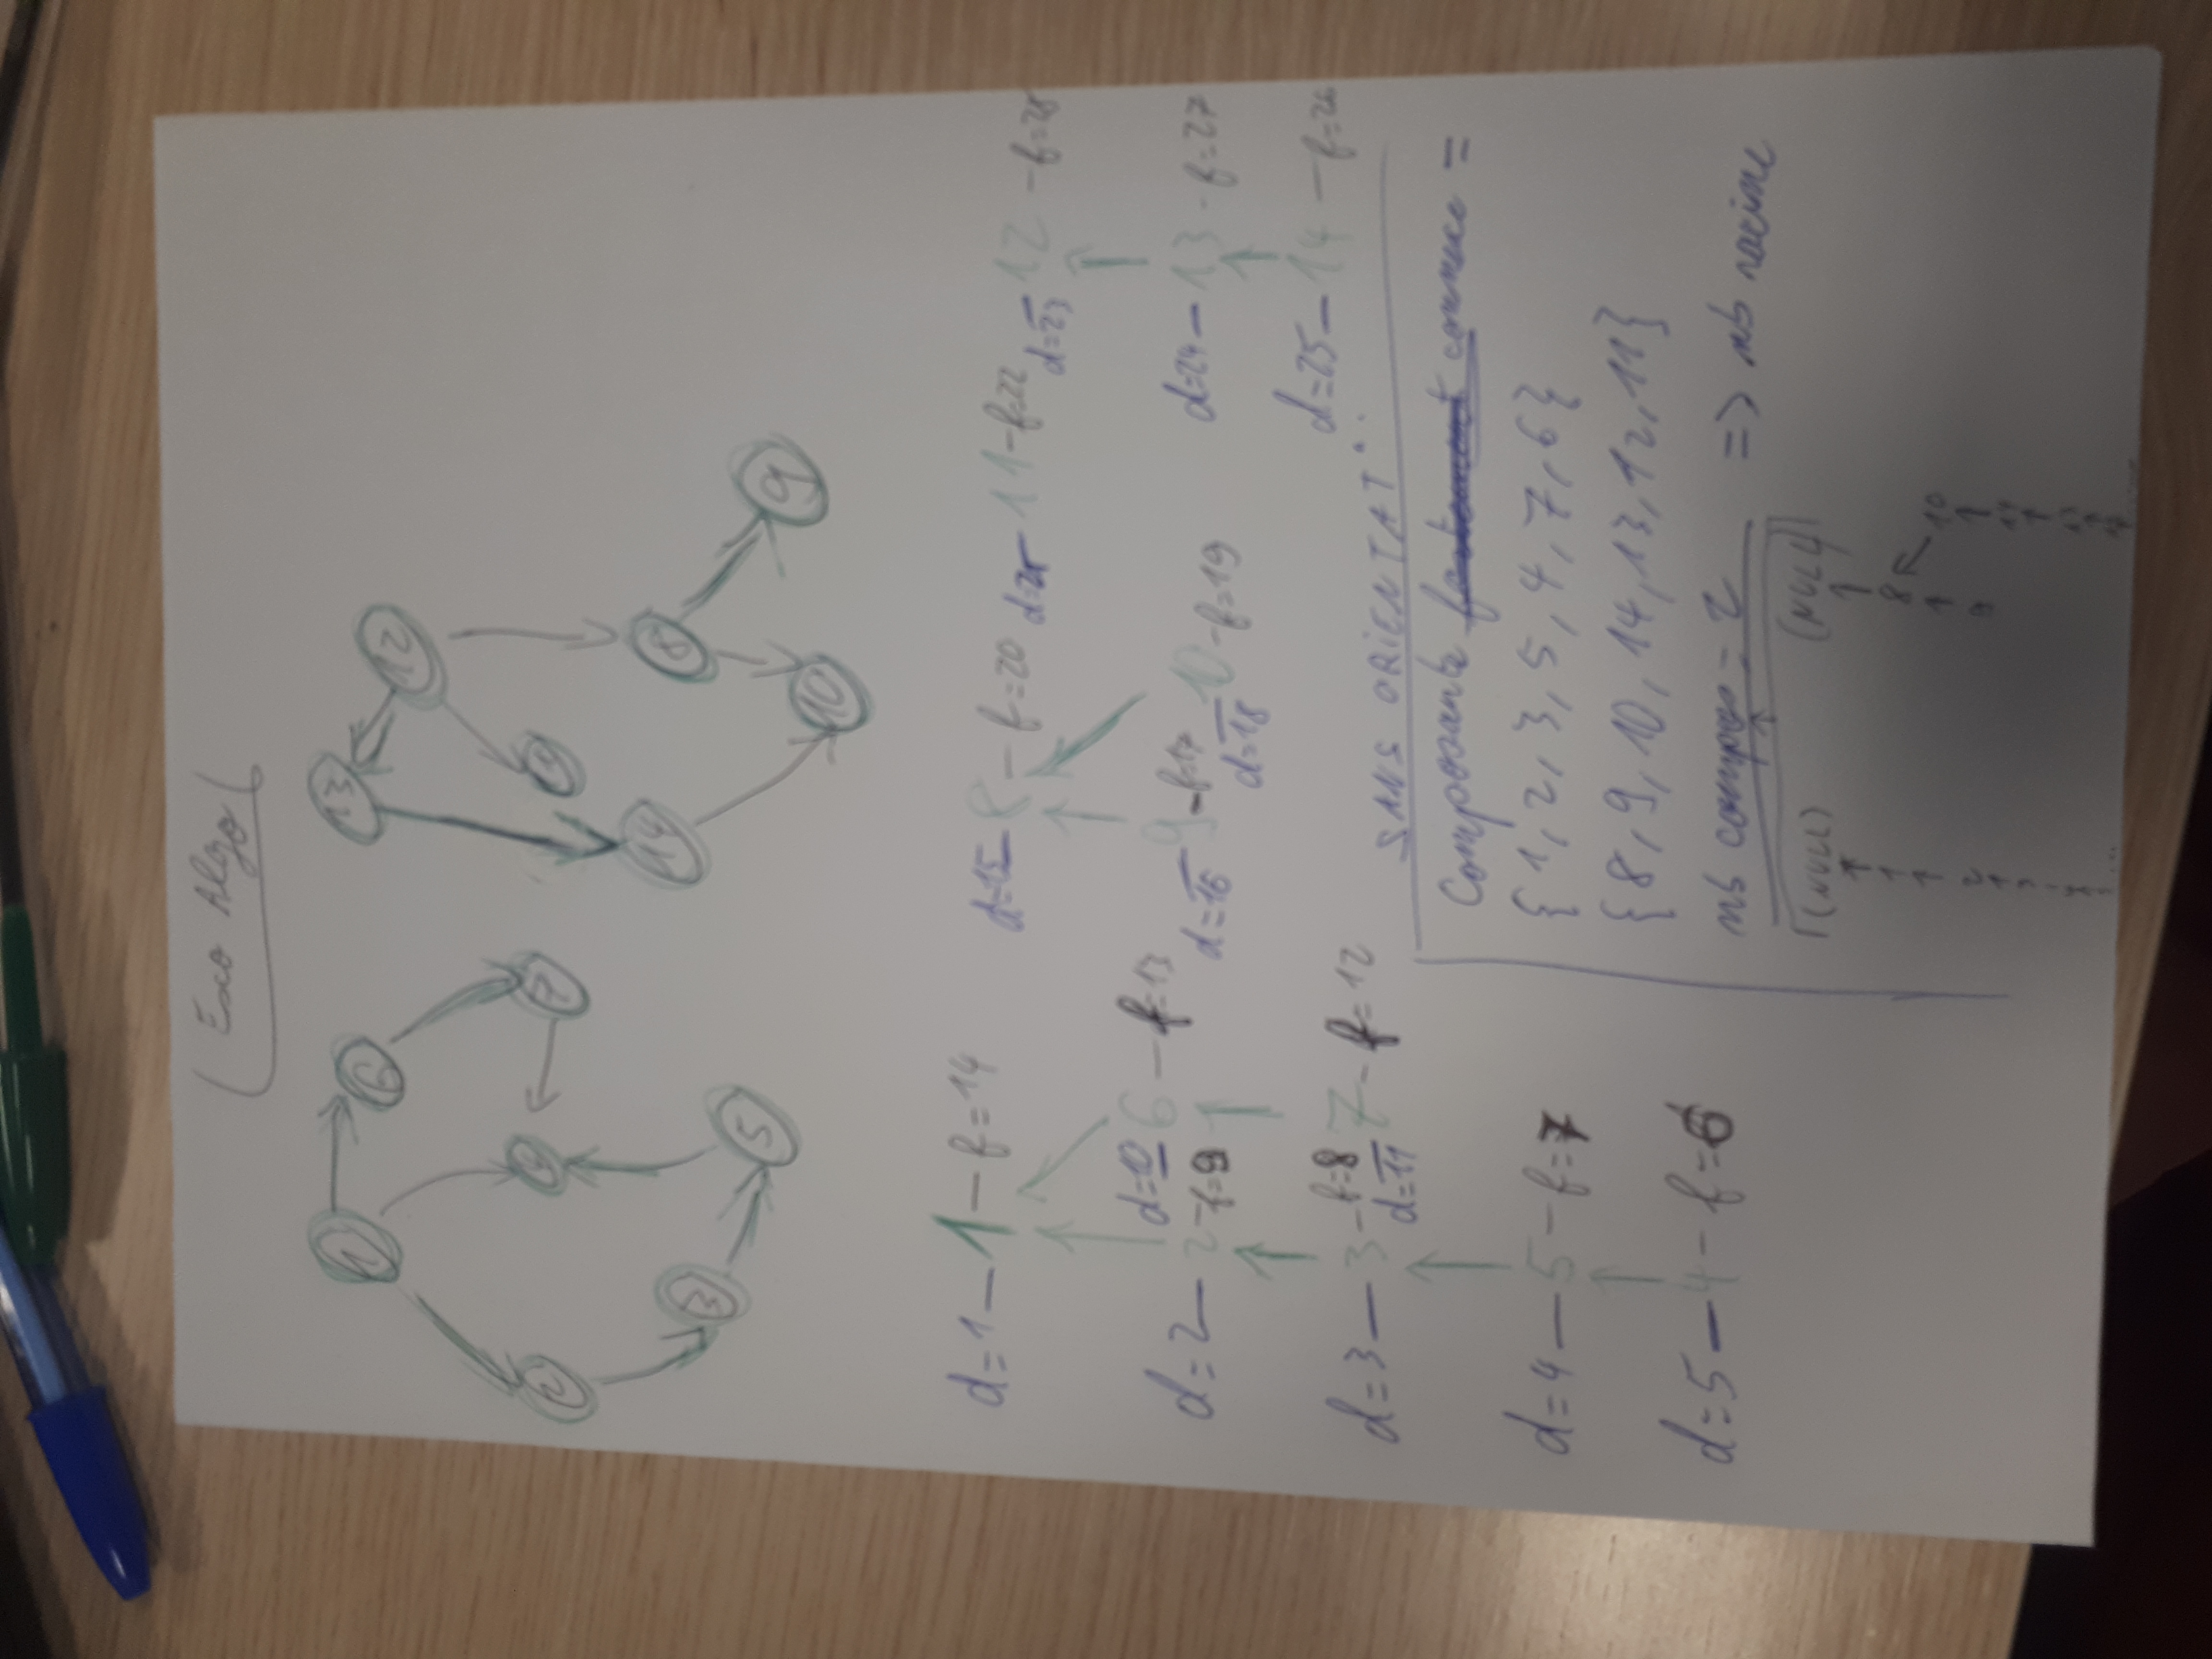 Exo Algo
1
6
13
12
2
4
7
11
14
8
3
5
9
10
d=1 — 1 — f=14
d=15 — 8 — f=20
d=21 — 11 — f=22
d=23 — 12 — f=28
d=2 — 2 — f=9
d=10 6 — f=13
d=16 9 — f=17
d=18 10 — f=19
d=24 — 13 - f=27
d=3 — 3 — f=8
d=11 7 — f=12
d=25 — 14 — f=26
SANS ORIENTAT°
Composante fortement connexe =
d=4 — 5 — f=7
{1, 2, 3, 5, 4, 7, 6}
{8, 9, 10, 14, 13, 12, 11}
d=5 — 4 — f=6
nb compos = 2 => nb racine
(NULL) (NULL)
1
8
10
2
9
14
3
13